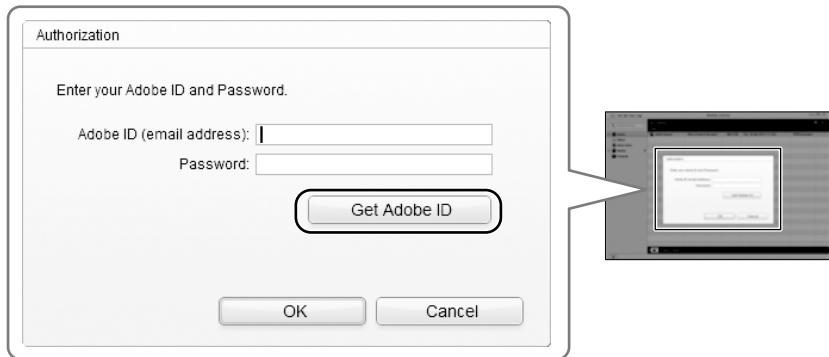 Authorization
Enter your Adobe ID and Password.
Adobe ID (email address):
Password:
Get Adobe ID
OK Cancel